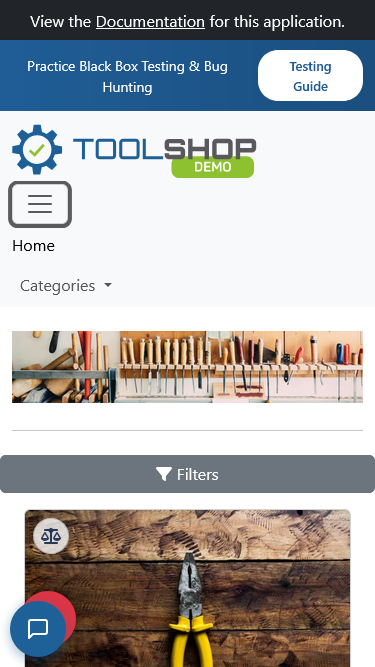 View the Documentation for this application.
Practice Black Box Testing & Bug
Hunting
Testing
Guide
TOOLSHOP
DEMO
Home
Categories
Filters